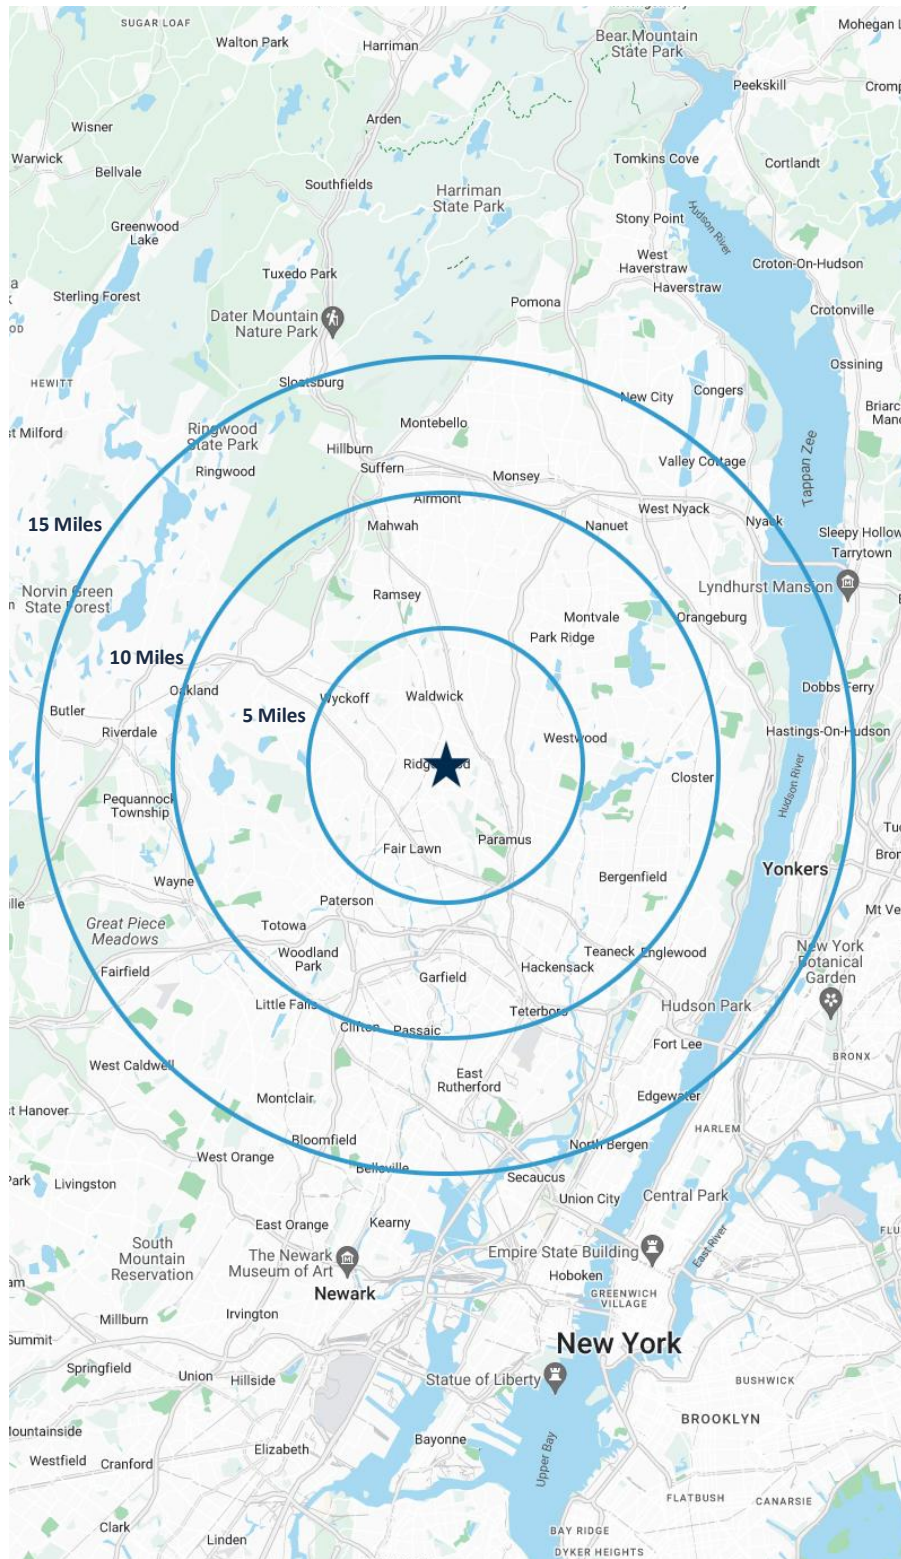 SUGAR LOAF
Walton Park
Harriman
Bear Mountain
State Park
Mohegan L
Peekskill
Cromp
Arden
Wisner
Warwick
Bellvale
Southfields
Harriman
State Park
Tomkins Cove
Cortlandt
Greenwood
Lake
Stony Point
Hudson River
West
Haverstraw
Croton-On-Hudson
Tuxedo Park
Haverstraw
Sterling Forest
Pomona
Crotonville
Dater Mountain
Nature Park
Ossining
HEWITT
Sloatsburg
New City
Congers
Briarc
Man
st Milford
Ringwood
State Park
Montebello
Tappan Zee
Hillburn
Ringwood
Suffern
Monsey
Valley Cottage
Airmont
15 Miles
Mahwah
Nanuet
West Nyack
Nyack
Sleepy Hollow
Tarrytown
Norvin Green
State Forest
Ramsey
Lyndhurst Mansion
Montvale
Orangeburg
Park Ridge
10 Miles
Oakland
Wyckoff
Waldwick
Dobbs Ferry
Butler
5 Miles
Riverdale
Westwood
Hastings-On-Hudson
Closter
Hudson River
Pequannock
Township
Fair Lawn
Paramus
Yonkers
Bron
Wayne
Bergenfield
Paterson
Mt Ve
Great Piece
Meadows
Totowa
Woodland
Park
Teaneck
Englewood
New York
Botanical
Garden
Fairfield
Garfield
Hackensack
Little Falls
Teterboro
Hudson Park
Clifton
Passaic
Fort Lee
BRONX
West Caldwell
East
Rutherford
Montclair
Edgewater
t Hanover
HARLEM
Bloomfield
North Bergen
West Orange
Belleville
Secaucus
Park
Livingston
Union City
Central Park
East Orange
Kearny
East River
FLU
South
Mountain
Reservation
The Newark
Museum of Art
Empire State Building
Newark
Hoboken
GREENWICH
VILLAGE
Millburn
Irvington
Summit
New York
Springfield
Union
Hillside
Statue of Liberty
BUSHWICK
BROOKLYN
Mountainside
Bayonne
Elizabeth
Westfield
Cranford
Upper Bay
FLATBUSH
CANARSIE
Clark
Linden
BAY RIDGE
DYKER HEIGHTS